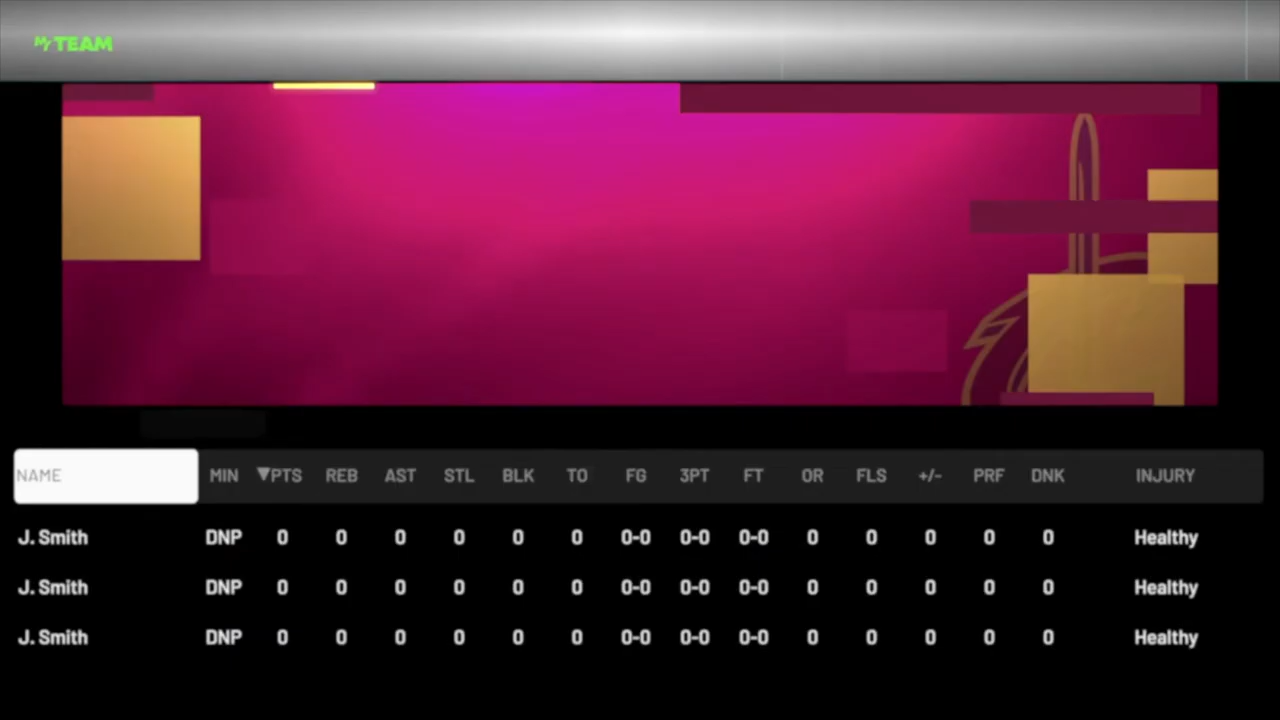 My TEAM
NAME MIN ▼PTS REB AST STL BLK TO FG 3PT FT OR FLS +/- PRF DNK INJURY
J. Smith DNP 0 0 0 0 0 0 0-0 0-0 0-0 0 0 0 0 0 Healthy
J. Smith DNP 0 0 0 0 0 0 0-0 0-0 0-0 0 0 0 0 0 Healthy
J. Smith DNP 0 0 0 0 0 0 0-0 0-0 0-0 0 0 0 0 0 Healthy